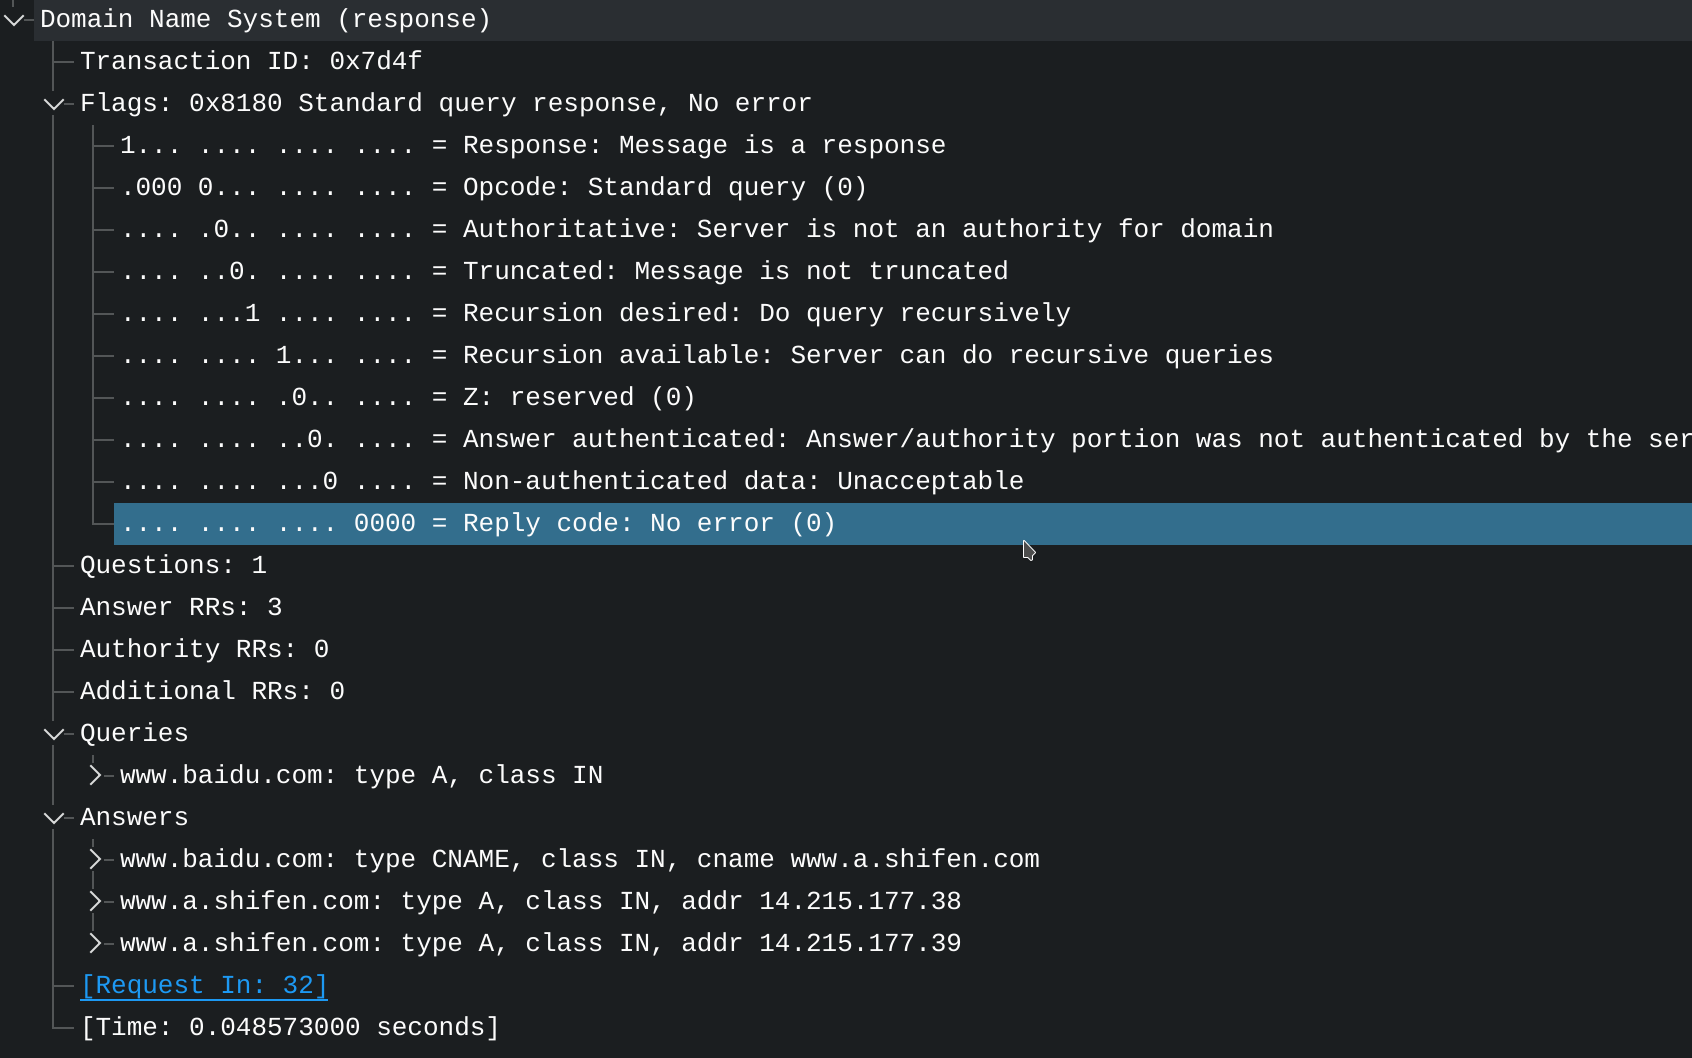 Domain Name System (response)
Transaction ID: 0x7d4f
Flags: 0x8180 Standard query response, No error
1... .... .... .... = Response: Message is a response
.000 0... .... .... = Opcode: Standard query (0)
.... .0.. .... .... = Authoritative: Server is not an authority for domain
.... ..0. .... .... = Truncated: Message is not truncated
.... ...1 .... .... = Recursion desired: Do query recursively
.... .... 1... .... = Recursion available: Server can do recursive queries
.... .... .0.. .... = Z: reserved (0)
.... .... ..0. .... = Answer authenticated: Answer/authority portion was not authenticated by the ser
.... .... ...0 .... = Non-authenticated data: Unacceptable
.... .... .... 0000 = Reply code: No error (0)
Questions: 1
Answer RRs: 3
Authority RRs: 0
Additional RRs: 0
Queries
www.baidu.com: type A, class IN
Answers
www.baidu.com: type CNAME, class IN, cname www.a.shifen.com
www.a.shifen.com: type A, class IN, addr 14.215.177.38
www.a.shifen.com: type A, class IN, addr 14.215.177.39
[Request In: 32]
[Time: 0.048573000 seconds]